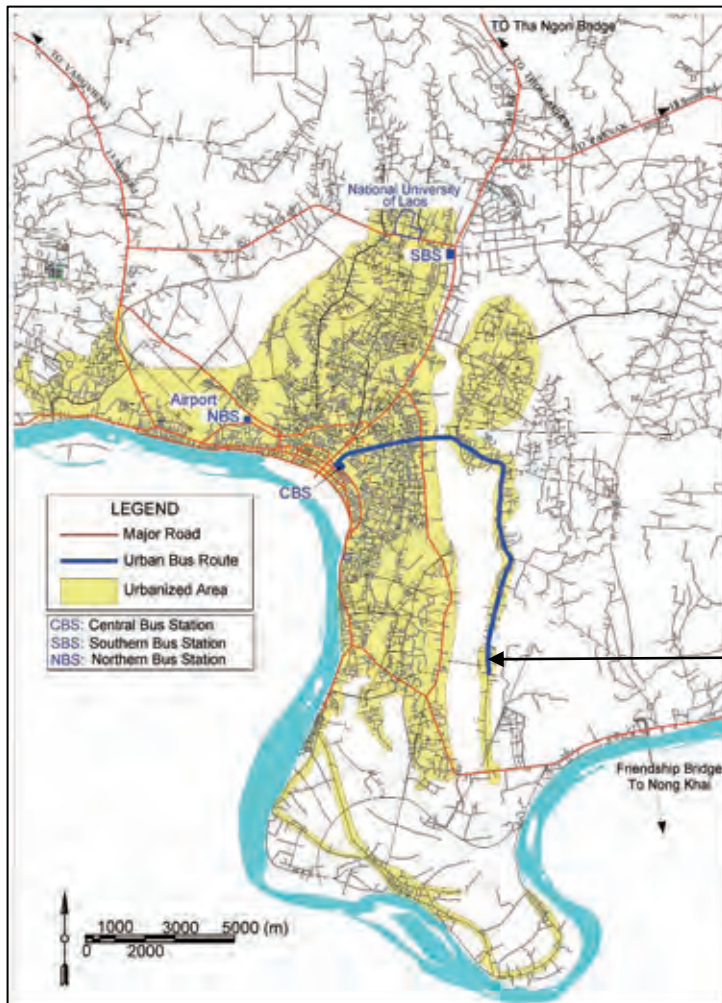 TO Tha Ngon Bridge
TO VANGVIENG
National University
of Laos
SBS
Airport
NBS
CBS
LEGEND
Major Road
Urban Bus Route
Urbanized Area
CBS: Central Bus Station
SBS: Southern Bus Station
NBS: Northern Bus Station
Friendship Bridge
To Nong Khai
1000 3000 5000 (m)
0 2000